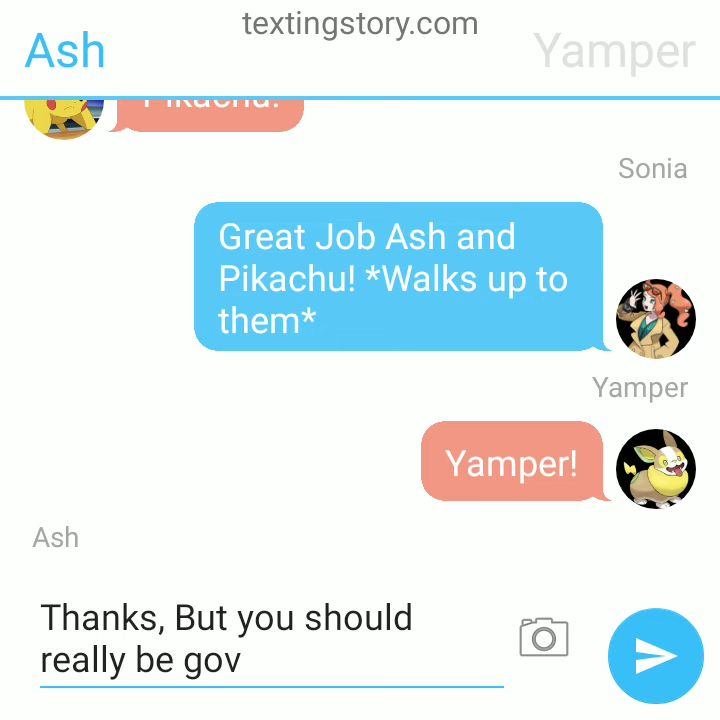 textingstory.com
Ash
Yamper
Pikachu!
Sonia
Great Job Ash and
Pikachu! *Walks up to
them*
Yamper
Yamper!
Ash
Thanks, But you should
really be gov